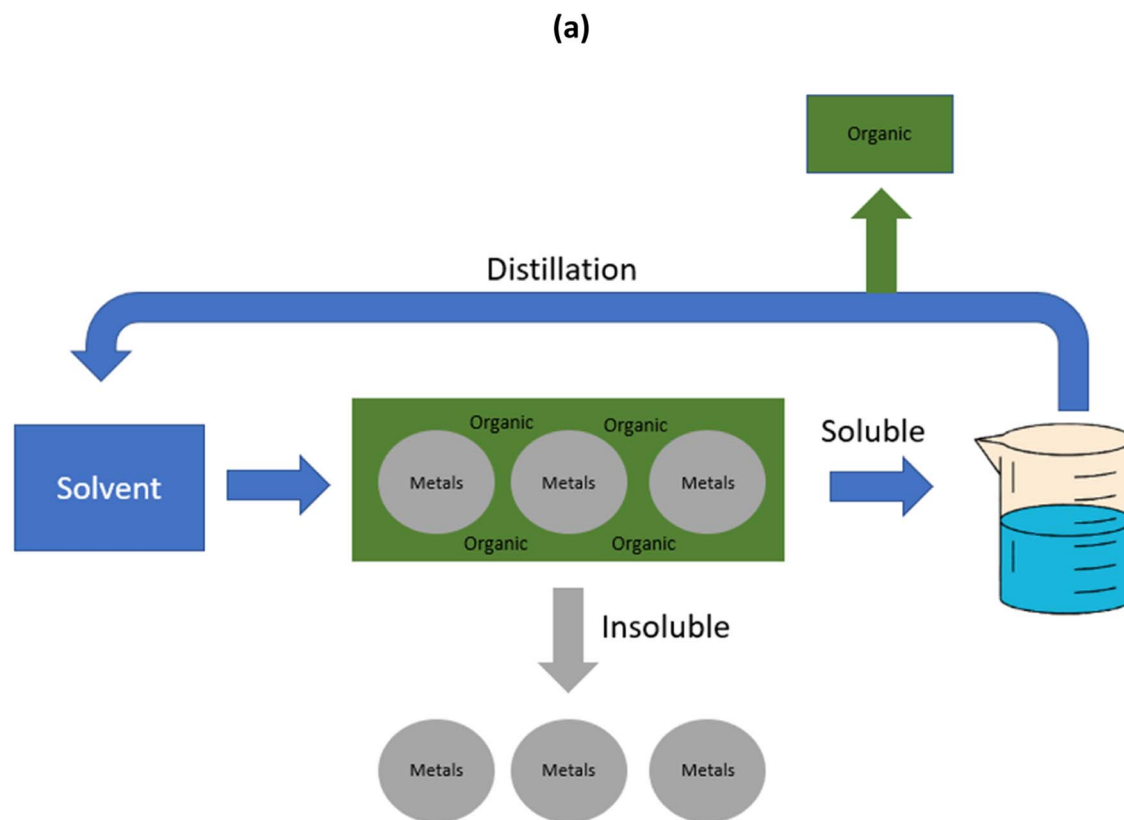 (a)
Organic
Distillation
Solvent
Organic Organic
Metals Metals Metals
Organic Organic
Soluble
Insoluble
Metals Metals Metals